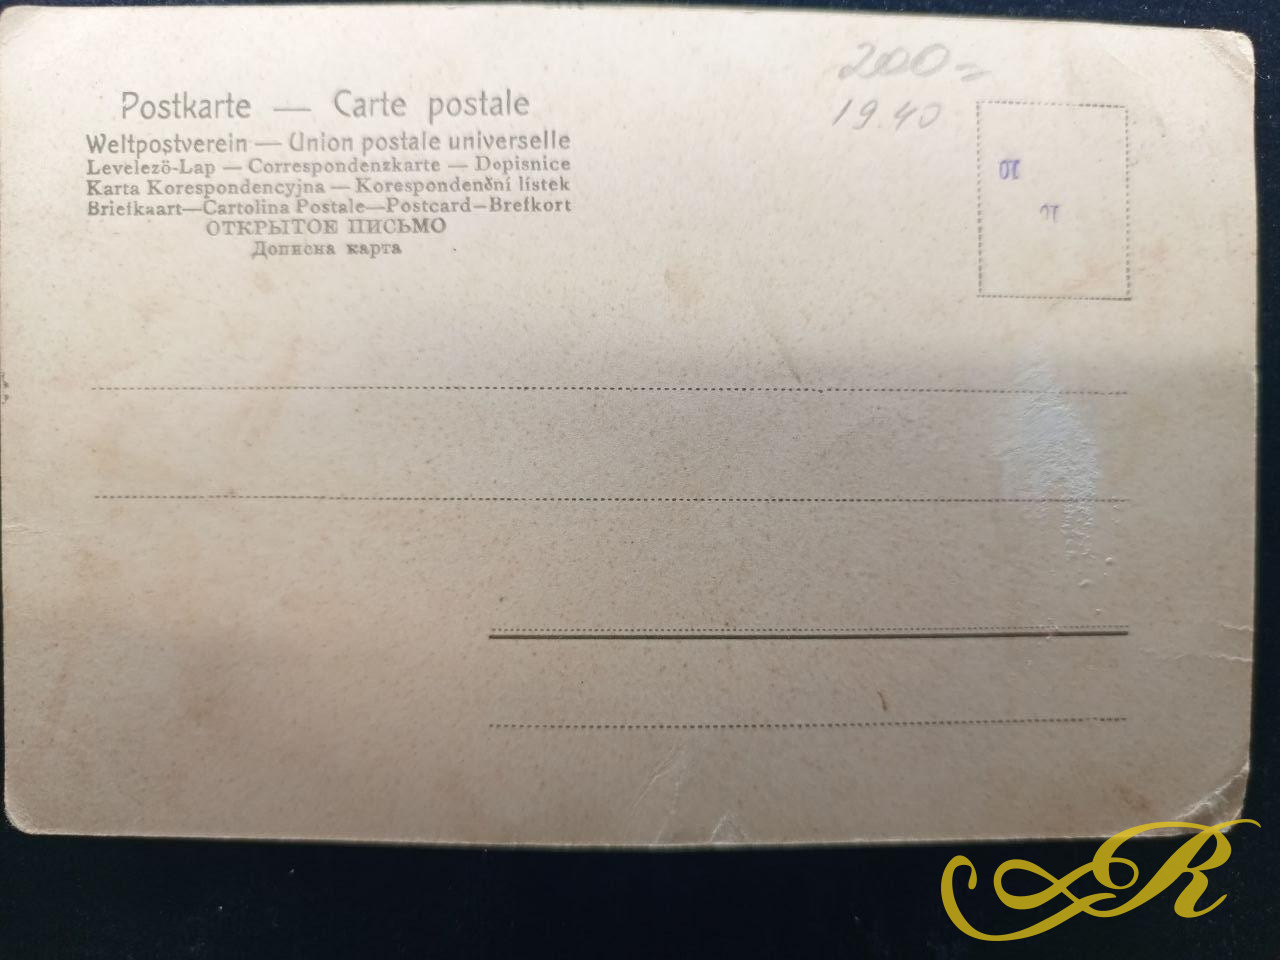 Postkarte — Carte postale
Weltpostverein — Union postale universelle
Levelező-Lap — Correspondenzkarte — Dopisnice
Karta Korespondencyjna — Korespondenční lístek
Briefkaart—Cartolina Postale—Postcard—Brefkort
ОТКРЫТОЕ ПИСЬМО
Дописна карта
200=
19.40